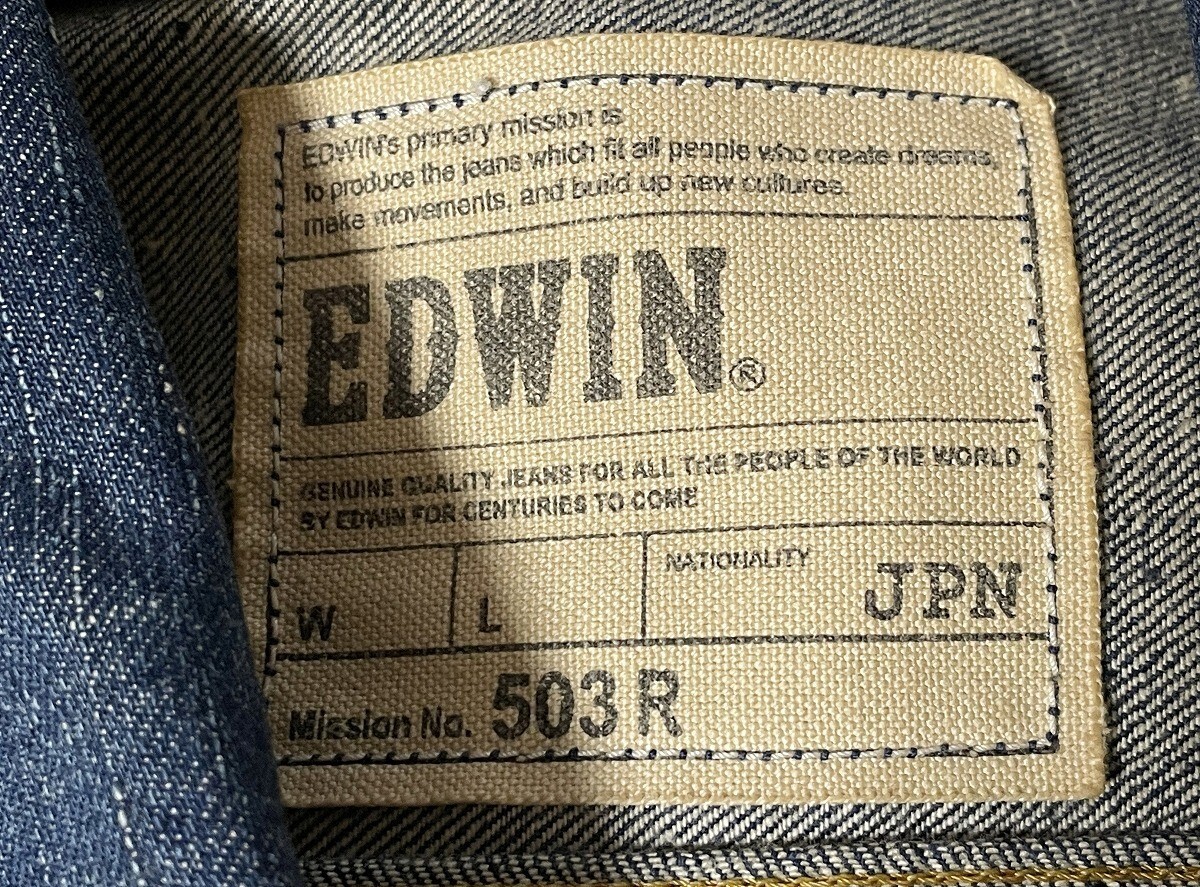 EDWIN's primary mission is
to produce the jeans which fit all people who create dreams,
make movements, and build up new cultures.
EDWIN®
GENUINE QUALITY JEANS FOR ALL THE PEOPLE OF THE WORLD
BY EDWIN FOR CENTURIES TO COME
W L NATIONALITY JPN
Mission No. 503 R